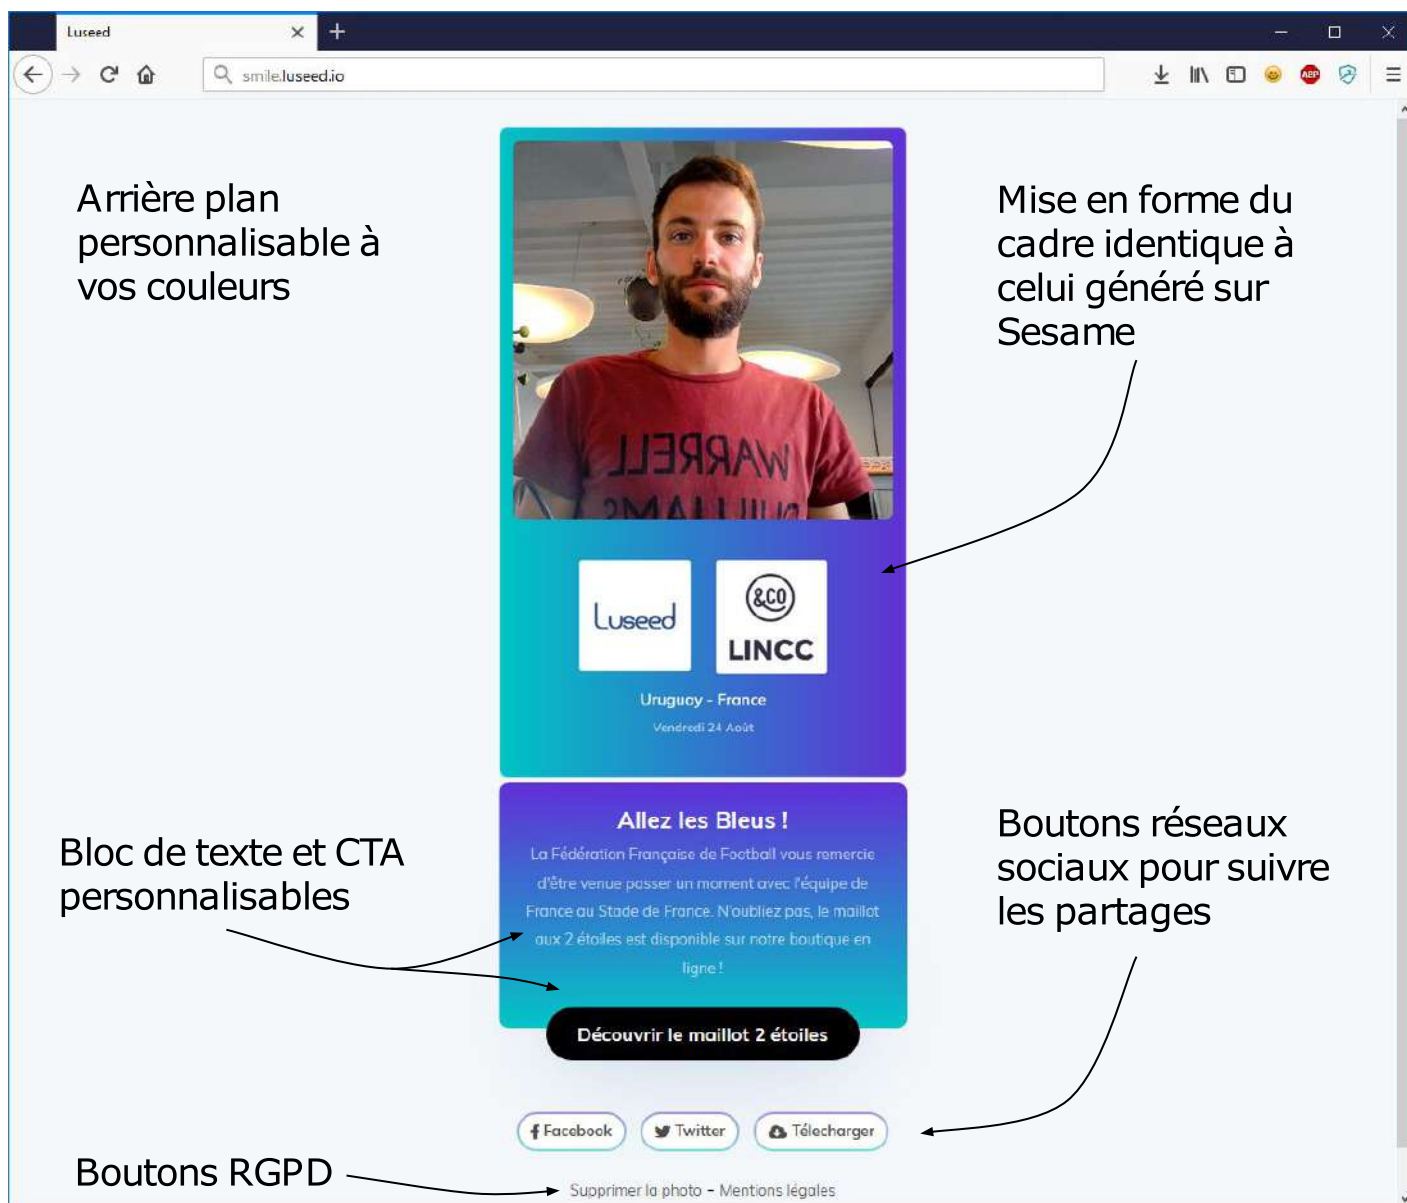 Luseed
smile.luseed.io
ABP
Arrière plan
personnalisable à
vos couleurs
Mise en forme du
cadre identique à
celui généré sur
Sesame
WARRELL
Luseed
&CO
LINCC
Uruguay - France
Vendredi 24 Août
Allez les Bleus !
La Fédération Française de Football vous remercie
d'être venue passer un moment avec l'équipe de
France au Stade de France. N'oubliez pas, le maillot
aux 2 étoiles est disponible sur notre boutique en
ligne !
Découvrir le maillot 2 étoiles
Bloc de texte et CTA
personnalisables
Boutons réseaux
sociaux pour suivre
les partages
Facebook
Twitter
Télecharger
Boutons RGPD
Supprimer la photo - Mentions légales